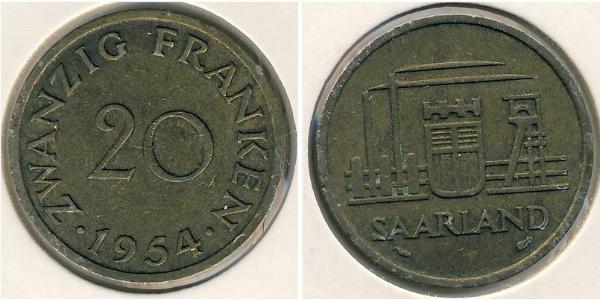 ZWANZIG FRANKEN
20
· 1954 ·
SAARLAND